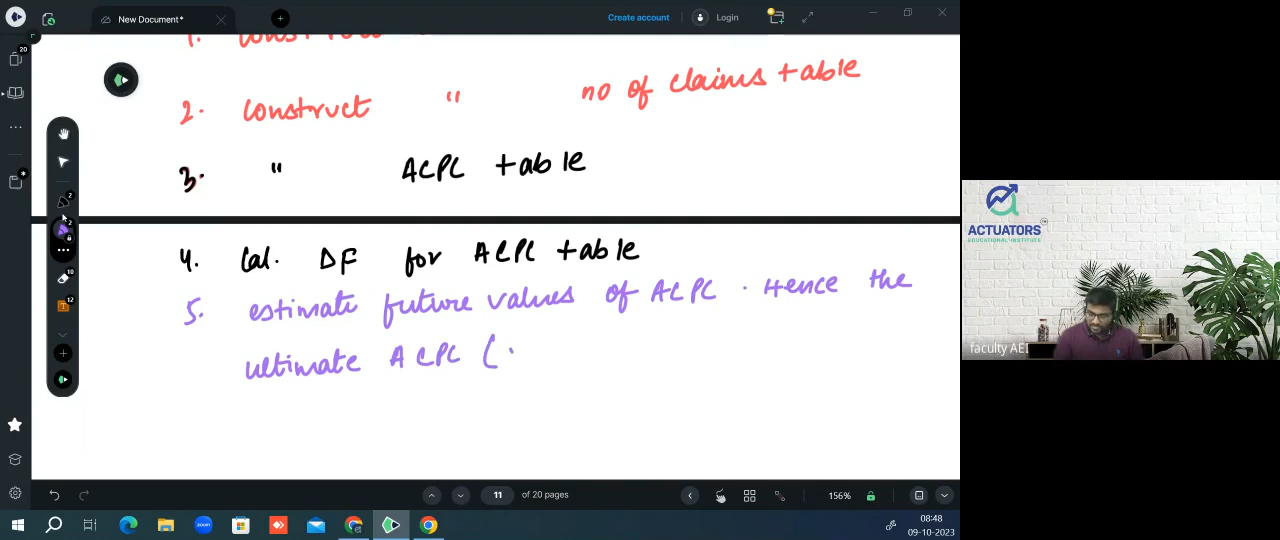 New Document*
Create account
Login
2. construct " no of claims table
3. " ACPC table
4. Cal. DF for ACPC table
5. estimate future values of ACPC. Hence the
ultimate ACPC (
11 of 20 pages
156%
08:48
09-10-2023
ACTUATORS
EDUCATIONAL INSTITUTE
faculty AEI